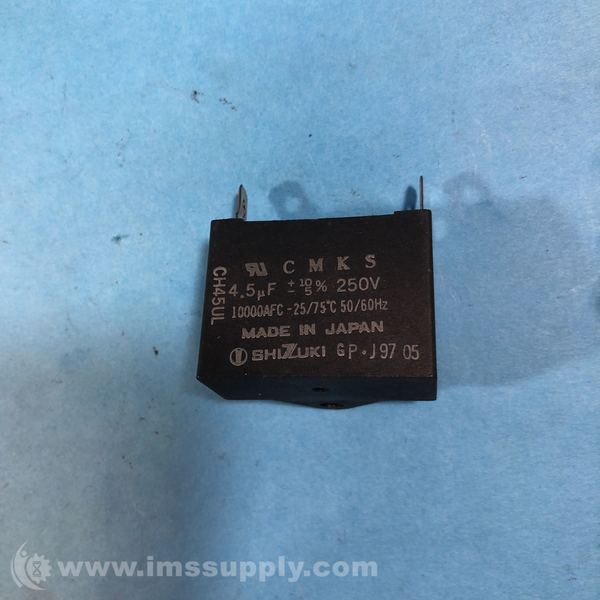 CH45UL
C M K S
4.5μF +10 -5 % 250V
10000AFC -25/75°C 50/60Hz
MADE IN JAPAN
SHIZUKI GP·J97 05
www.imssupply.com